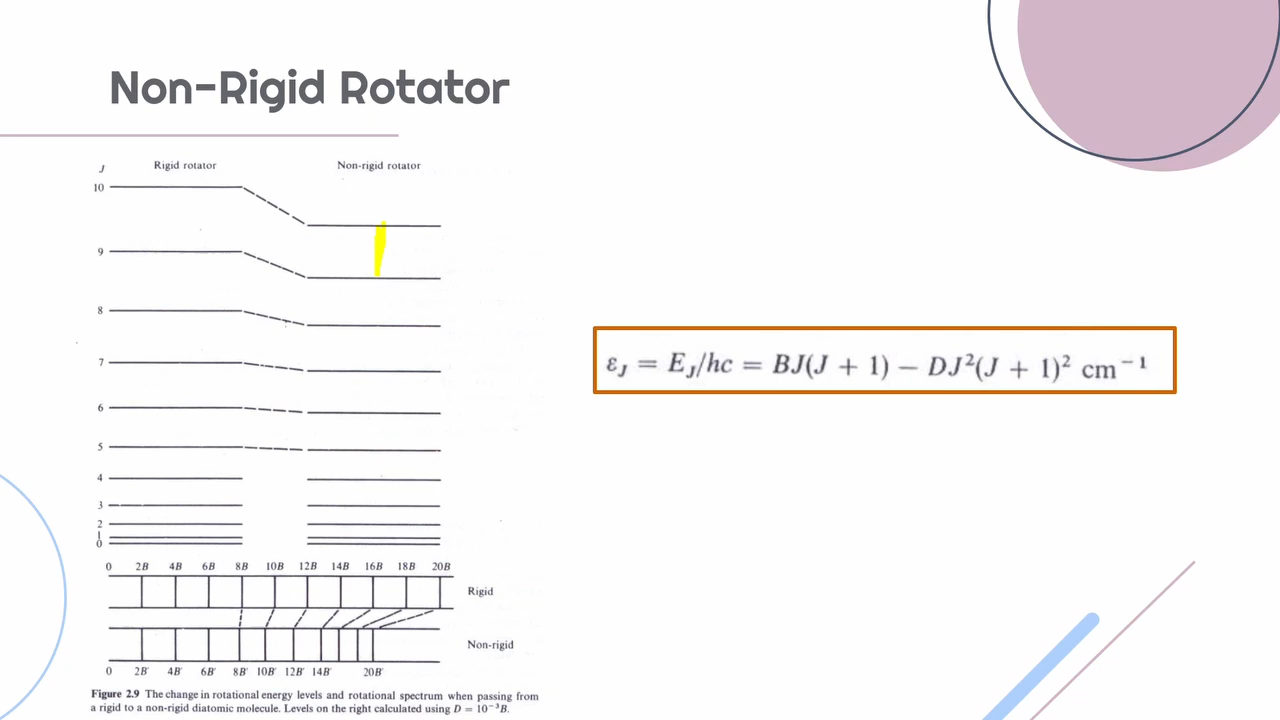 Non-Rigid Rotator
J Rigid rotator Non-rigid rotator
10
9
8
7
6
5
4
3
2
1
0
0 2B 4B 6B 8B 10B 12B 14B 16B 18B 20B
Rigid
Non-rigid
0 2B' 4B' 6B' 8B' 10B' 12B' 14B' 20B'
Figure 2.9 The change in rotational energy levels and rotational spectrum when passing from
a rigid to a non-rigid diatomic molecule. Levels on the right calculated using D = 10⁻³B.
ε_J = E_J/hc = BJ(J + 1) − DJ²(J + 1)² cm⁻¹